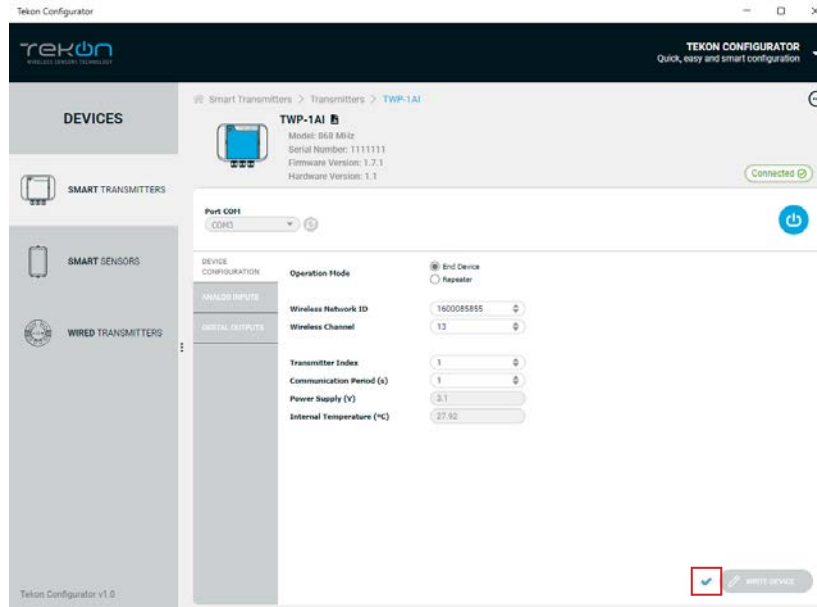 Tekon Configurator
TEKON
WIRELESS SENSORS TECHNOLOGY
TEKON CONFIGURATOR
Quick, easy and smart configuration
DEVICES
SMART TRANSMITTERS
SMART SENSORS
WIRED TRANSMITTERS
Tekon Configurator v1.0
Smart Transmitters > Transmitters > TWP-1AI
TWP-1AI
Model: 868 MHz
Serial Number: 1111111
Firmware Version: 1.7.1
Hardware Version: 1.1
Connected
Port COM
COM3
DEVICE
CONFIGURATION
ANALOG INPUTS
DIGITAL OUTPUTS
Operation Mode
End Device
Repeater
Wireless Network ID 1600085855
Wireless Channel 13
Transmitter Index 1
Communication Period (s) 1
Power Supply (V) 3.1
Internal Temperature (ºC) 27.92
WRITE DEVICE